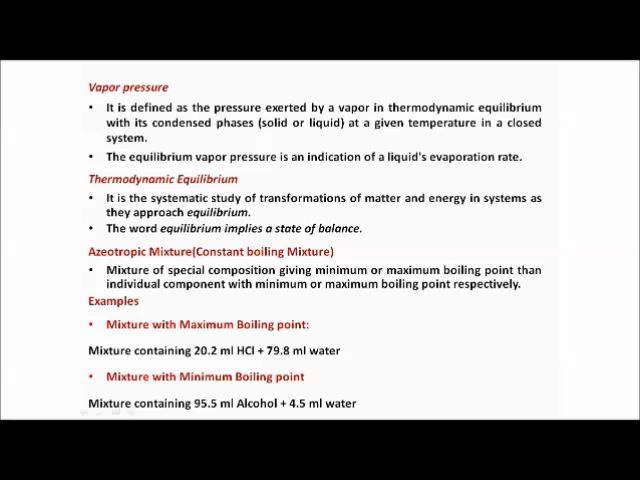 Vapor pressure
• It is defined as the pressure exerted by a vapor in thermodynamic equilibrium
with its condensed phases (solid or liquid) at a given temperature in a closed
system.
• The equilibrium vapor pressure is an indication of a liquid's evaporation rate.
Thermodynamic Equilibrium
• It is the systematic study of transformations of matter and energy in systems as
they approach equilibrium.
• The word equilibrium implies a state of balance.
Azeotropic Mixture(Constant boiling Mixture)
• Mixture of special composition giving minimum or maximum boiling point than
individual component with minimum or maximum boiling point respectively.
Examples
• Mixture with Maximum Boiling point:
Mixture containing 20.2 ml HCl + 79.8 ml water
• Mixture with Minimum Boiling point
Mixture containing 95.5 ml Alcohol + 4.5 ml water